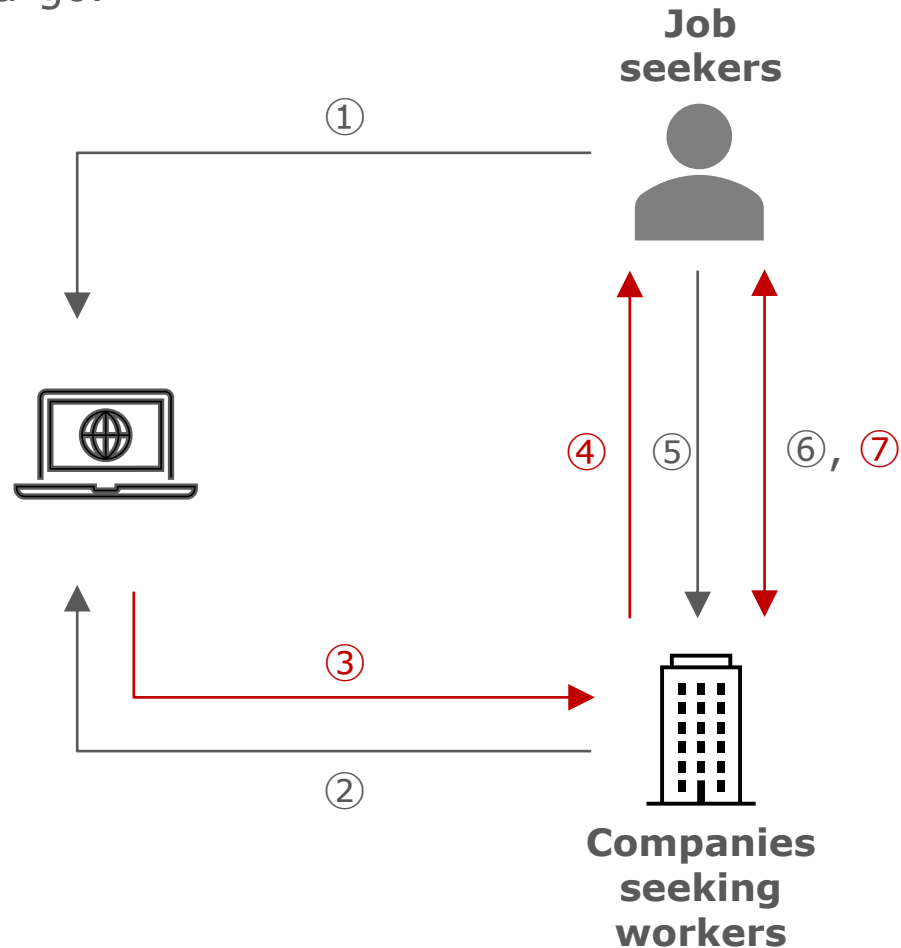 Job
seekers
①
④
⑤
⑥, ⑦
③
②
Companies
seeking
workers